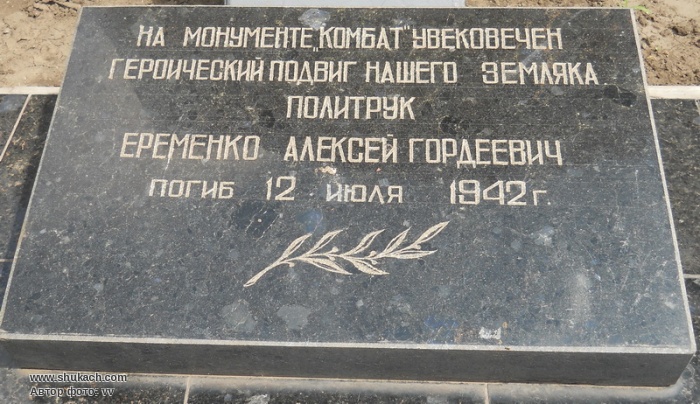 НА МОНУМЕНТЕ „КОМБАТ" УВЕКОВЕЧЕН
ГЕРОИЧЕСКИЙ ПОДВИГ НАШЕГО ЗЕМЛЯКА
ПОЛИТРУК
ЕРЕМЕНКО АЛЕКСЕЙ ГОРДЕЕВИЧ
ПОГИБ 12 ИЮЛЯ 1942 г.
www.shukach.com
Автор фото: vv